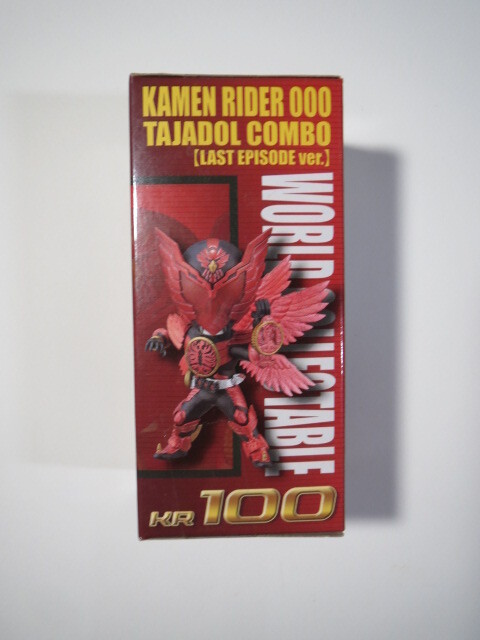 KAMEN RIDER OOO
TAJADOL COMBO
【LAST EPISODE ver.】
WORLD COLLECTABLE
KR 100